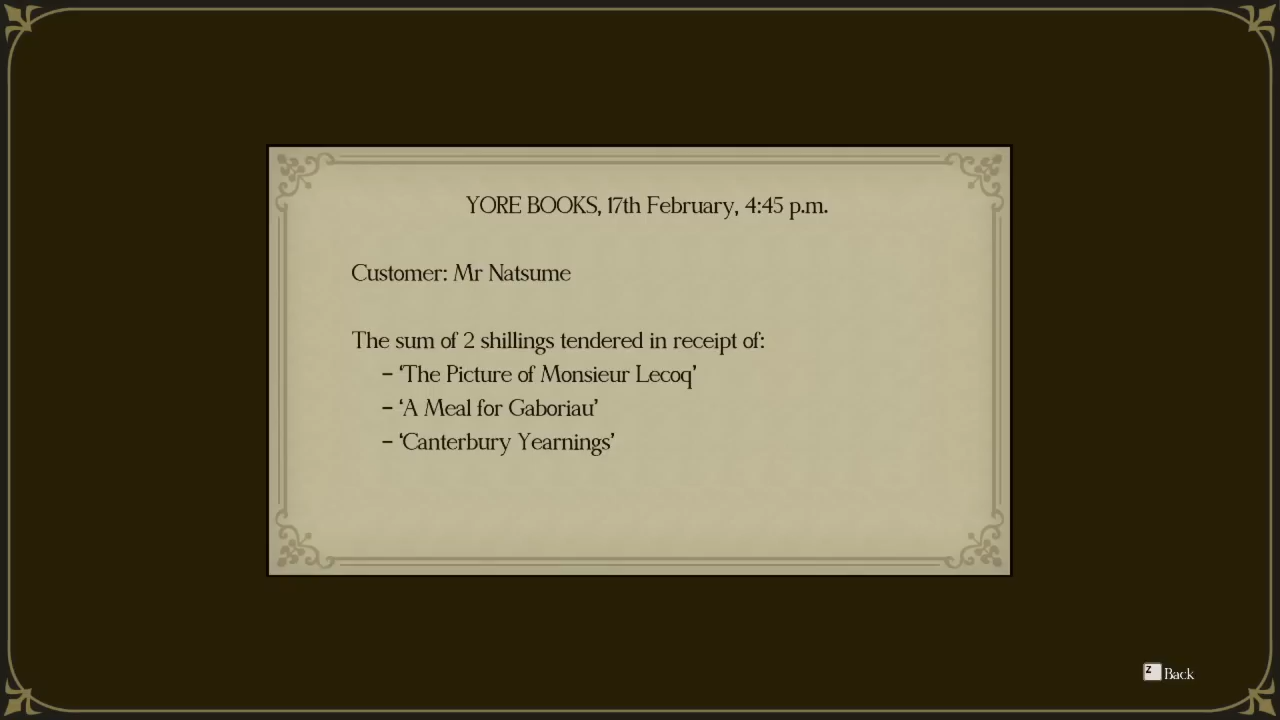 YORE BOOKS, 17th February, 4:45 p.m.
Customer: Mr Natsume
The sum of 2 shillings tendered in receipt of:
– ‘The Picture of Monsieur Lecoq’
– ‘A Meal for Gaboriau’
– ‘Canterbury Yearnings’
Z Back